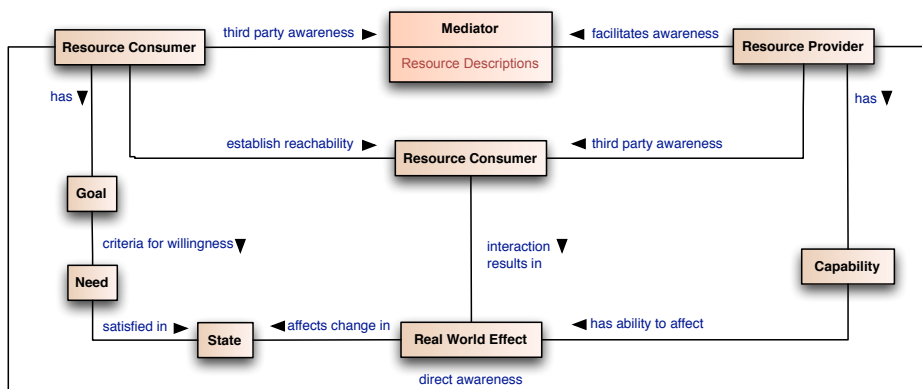 third party awareness
Mediator
facilitates awareness
Resource Consumer
Resource Provider
Resource Descriptions
has
has
establish reachability
Resource Consumer
third party awareness
Goal
criteria for willingness
interaction
results in
Need
Capability
satisfied in
State
affects change in
Real World Effect
has ability to affect
direct awareness